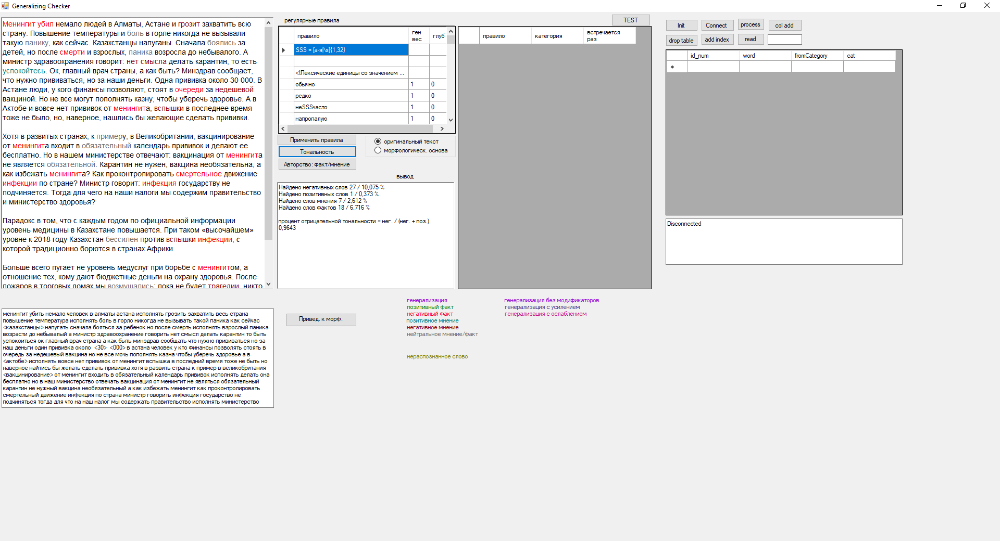 Generalizing Checker
Менингит убил немало людей в Алматы, Астане и грозит захватить всю
страну. Повышение температуры и боль в горле никогда не вызывали
такую панику, как сейчас. Казахстанцы напуганы. Сначала боялись за
детей, но после смерти и взрослых, паника возросла до небывалого. А
министр здравоохранения говорит: нет смысла делать карантин, то есть
успокойтесь. Ок, главный врач страны, а как быть? Минздрав сообщает,
что нужно прививаться, но за наши деньги. Одна прививка около 30 000. В
Астане люди, у кого финансы позволяют, стоят в очереди за недешевой
вакциной. Но не все могут пополнять казну, чтобы уберечь здоровье. А в
Актобе и вовсе нет прививок от менингита, вспышки в последнее время
тоже не было, но, наверное, нашлись бы желающие сделать прививки.
Хотя в развитых странах, к примеру, в Великобритании, вакцинирование
от менингита входит в обязательный календарь прививок и делают ее
бесплатно. Но в нашем министерстве отвечают: вакцинация от менингита
не является обязательной. Карантин не нужен, вакцина необязательна, а
как избежать менингита? Как проконтролировать смертельное движение
инфекции по стране? Министр говорит: инфекция государству не
подчиняется. Тогда для чего на наши налоги мы содержим правительство
и министерство здоровья?
Парадокс в том, что с каждым годом по официальной информации
уровень медицины в Казахстане повышается. При таком «высочайшем»
уровне к 2018 году Казахстан бессилен против вспышки инфекции, с
которой традиционно борются в странах Африки.
Больше всего пугает не уровень медуслуг при борьбе с менингитом, а
отношение тех, кому дают бюджетные деньги на охрану здоровья. После
пожаров в торговых домах мы возмущались: пока не будет трагедии, никто
менингит убить немало человек в алматы астана исполнять грозить захватить весь страна
повышение температура исполнять боль в горло никогда не вызывать такой паника как сейчас
<казахстанцы> напугать сначала бояться за ребенок но после смерть исполнять взрослый паника
возрасти до небывалый а министр здравоохранение говорить нет смысл делать карантин то быть
успокоиться ок главный врач страна а как быть минздрав сообщать что нужно прививаться но за
наш деньги один прививка около <30> <000> в астана человек у кто финансы позволять стоять в
очередь за недешевый вакцина но не все мочь пополнять казна чтобы уберечь здоровье а в
<актобе> исполнять вовсе нет прививок от менингит вспышка в последний время тоже не быть но
наверное найтись бы желать сделать прививка хотя в развить страна к пример в великобритания
<вакцинирование> от менингит входить в обязательный календарь прививок исполнять делать она
бесплатно но в наш министерство отвечать вакцинация от менингит не являться обязательный
карантин не нужный вакцина необязательный а как избежать менингит как проконтролировать
смертельный движение инфекция по страна министр говорить инфекция государство не
подчиняться тогда для что на наш налог мы содержать правительство исполнять министерство
регулярные правила
TEST
правило
ген вес
глуб
SSS = [а-я|\s]{1,32}
<!Лексические единицы со значением ...
обычно 1 0
редко 1 0
неSSSчасто 1 0
напропалую 1 0
Применить правила
Тональность
Авторство: факт/мнение
оригинальный текст
морфологическ. основа
вывод
Найдено негативных слов 27 / 10,075 %
Найдено позитивных слов 1 / 0,373 %
Найдено слов мнения 7 / 2,612 %
Найдено слов фактов 18 / 6,716 %
процент отрицательной тональности = нег. / (нег. + поз.)
0,9643
Привед. к морф.
правило
категория
встречается раз
генерализация
позитивный факт
негативный факт
позитивное мнение
негативное мнение
нейтральное мнение/факт
нераспознанное слово
генерализация без модификаторов
генерализация с усилением
генерализация с ослаблением
Init
Connect
process
col add
drop table
add index
read
id_num
word
fromCategory
cat
Disconnected